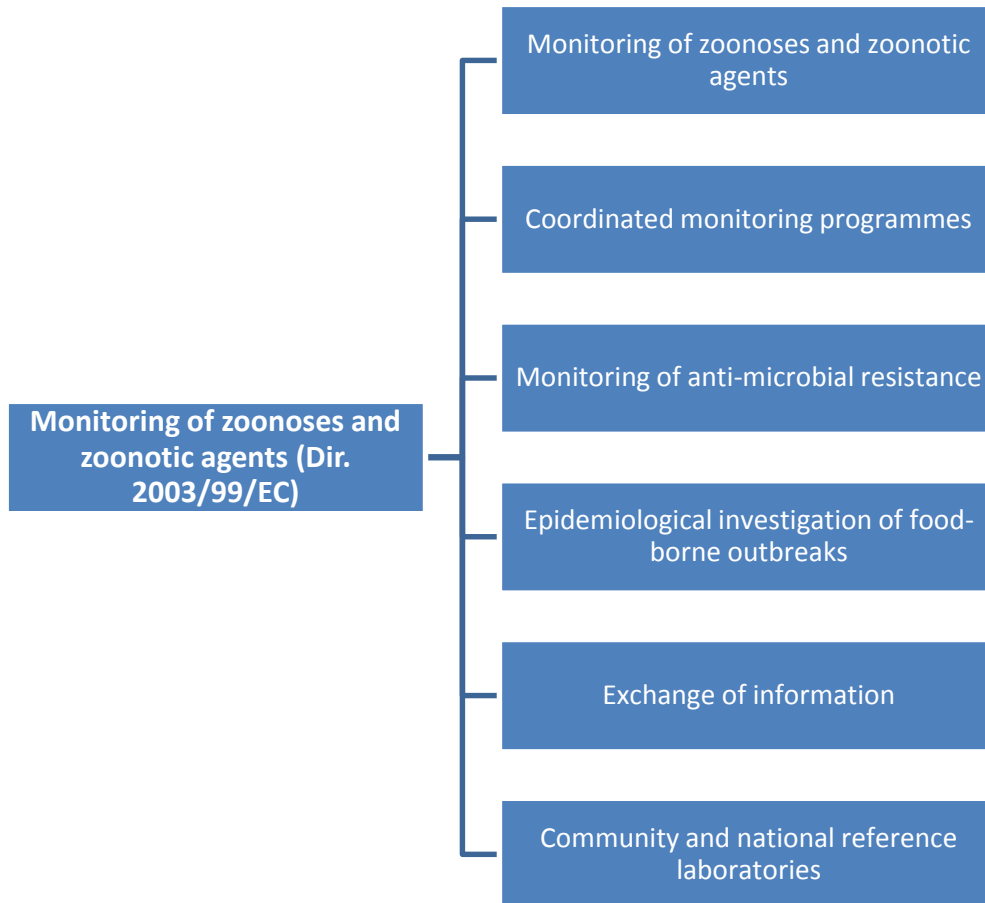 Monitoring of zoonoses and zoonotic
agents
Coordinated monitoring programmes
Monitoring of anti-microbial resistance
Monitoring of zoonoses and
zoonotic agents (Dir.
2003/99/EC)
Epidemiological investigation of food-
borne outbreaks
Exchange of information
Community and national reference
laboratories